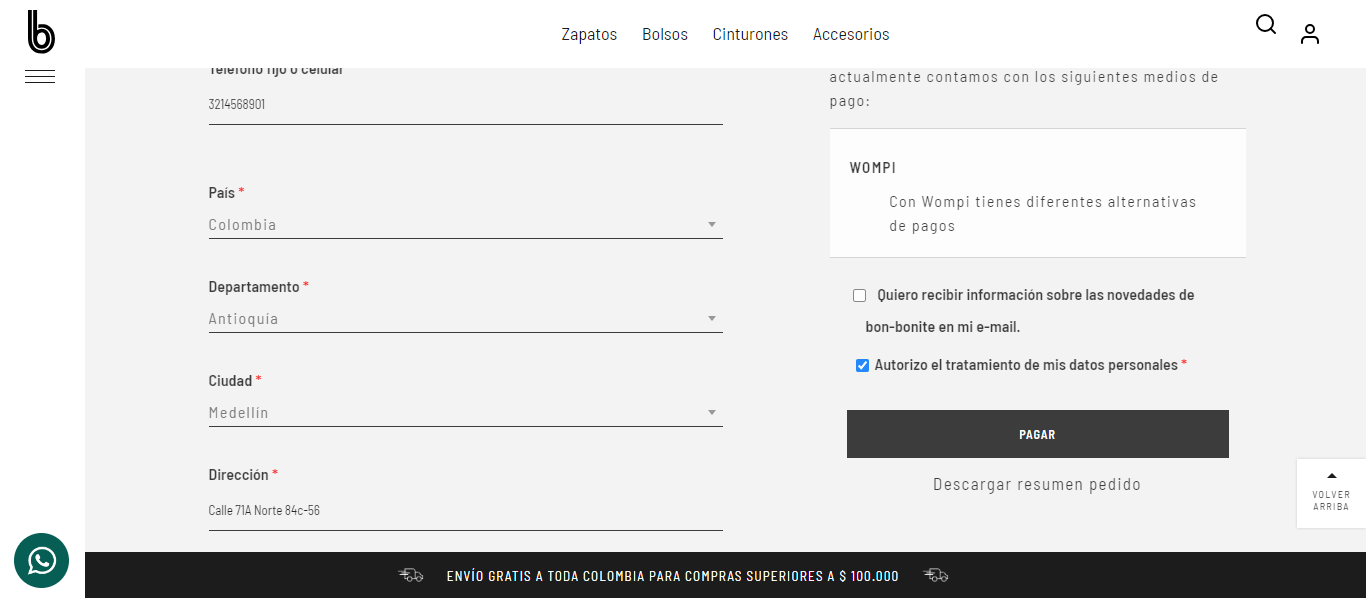 b
Zapatos Bolsos Cinturones Accesorios
Teléfono fijo o celular
3214568901
País *
Colombia
Departamento *
Antioquía
Ciudad *
Medellín
Dirección *
Calle 71A Norte 84c-56
actualmente contamos con los siguientes medios de
pago:
WOMPI
Con Wompi tienes diferentes alternativas
de pagos
Quiero recibir información sobre las novedades de
bon-bonite en mi e-mail.
Autorizo el tratamiento de mis datos personales *
PAGAR
Descargar resumen pedido
VOLVER
ARRIBA
ENVÍO GRATIS A TODA COLOMBIA PARA COMPRAS SUPERIORES A $ 100.000